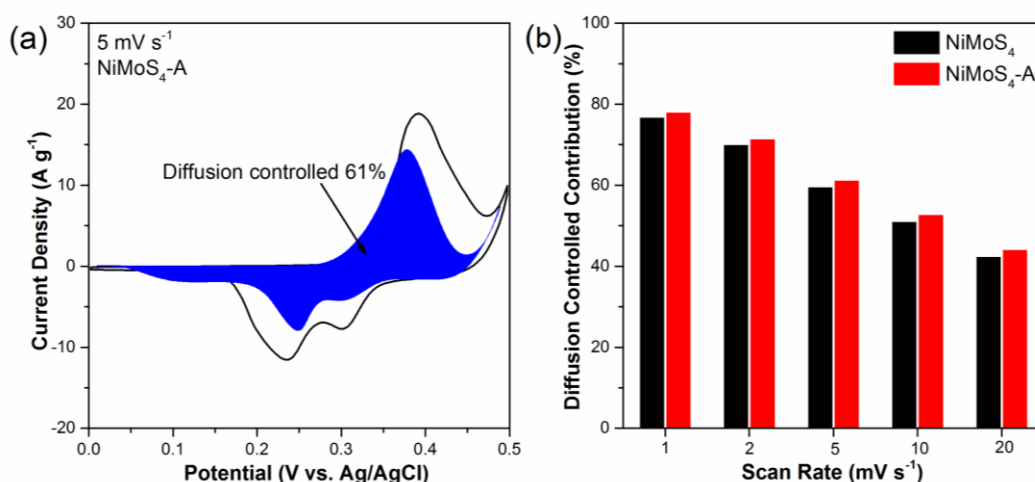 (a)
5 mV s⁻¹
NiMoS₄-A
Diffusion controlled 61%
Current Density (A g⁻¹)
30
20
10
0
-10
-20
0.0 0.1 0.2 0.3 0.4 0.5
Potential (V vs. Ag/AgCl)
(b)
NiMoS₄
NiMoS₄-A
Diffusion Controlled Contribution (%)
100
80
60
40
20
0
1 2 5 10 20
Scan Rate (mV s⁻¹)